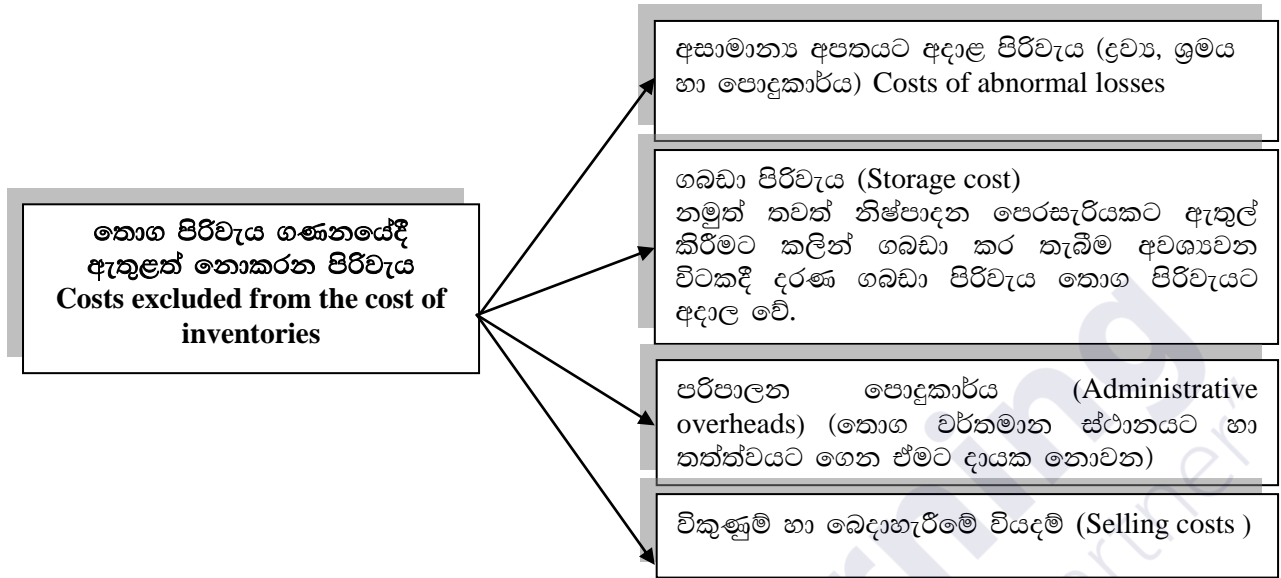 තොග පිරිවැය ගණනයේදී
ඇතුළත් නොකරන පිරිවැය
Costs excluded from the cost of
inventories
අසාමාන්‍ය අපතයට අදාළ පිරිවැය (ද්‍රව්‍ය, ශ්‍රමය
හා පොදුකාර්ය) Costs of abnormal losses
ගබඩා පිරිවැය (Storage cost)
නමුත් තවත් නිෂ්පාදන පෙරසැරියකට ඇතුල්
කිරීමට කලින් ගබඩා කර තැබීම අවශ්‍යවන
විටකදී දරණ ගබඩා පිරිවැය තොග පිරිවැයට
අදාල වේ.
පරිපාලන පොදුකාර්ය (Administrative
overheads) (තොග වර්තමාන ස්ථානයට හා
තත්ත්වයට ගෙන ඒමට දායක නොවන)
විකුණුම් හා බෙදාහැරීමේ වියදම් (Selling costs )